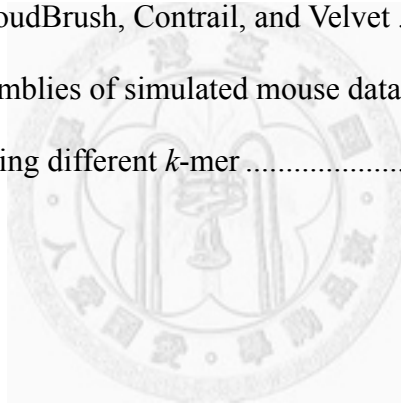 oudBrush, Contrail, and Velvet .
mblies of simulated mouse data
ing different k-mer ....................